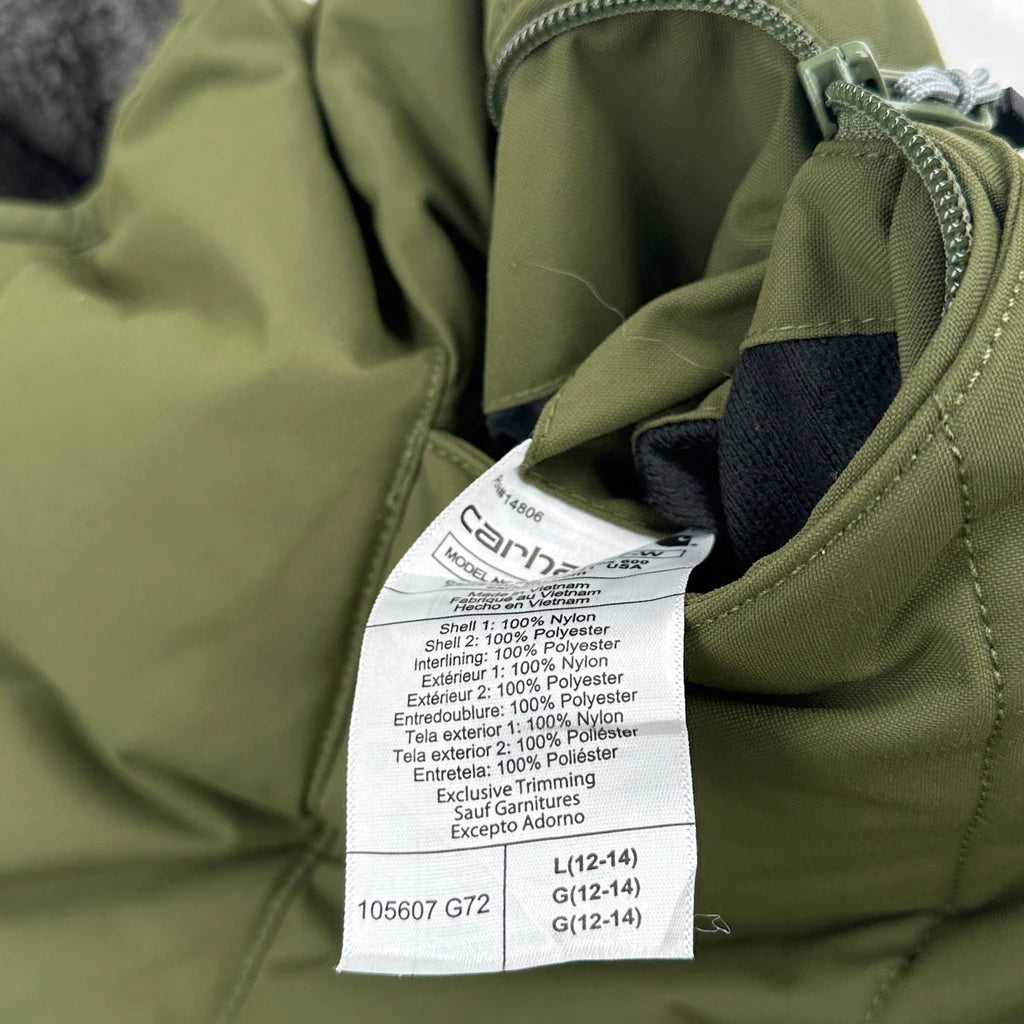 14806
carha
MODEL
USA
Made in Vietnam
Fabriqué au Vietnam
Hecho en Vietnam
Shell 1: 100% Nylon
Shell 2: 100% Polyester
Interlining: 100% Polyester
Extérieur 1: 100% Nylon
Extérieur 2: 100% Polyester
Entredoublure: 100% Polyester
Tela exterior 1: 100% Nylon
Tela exterior 2: 100% Poliéster
Entretela: 100% Poliéster
Exclusive Trimming
Sauf Garnitures
Excepto Adorno
105607 G72
L(12-14)
G(12-14)
G(12-14)